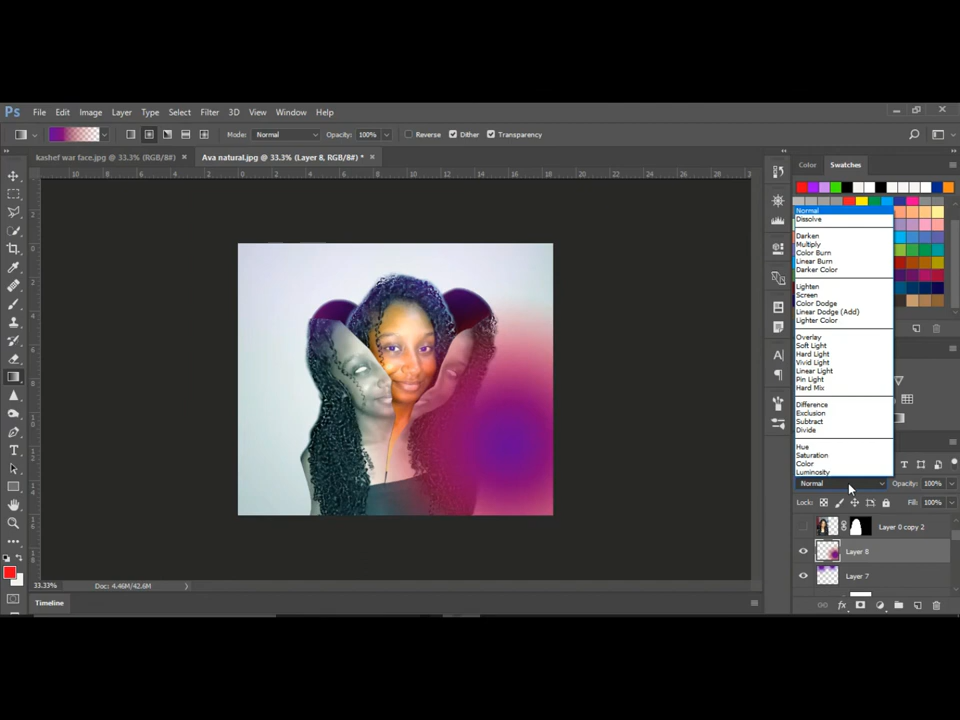 Ps File Edit Image Layer Type Select Filter 3D View Window Help
Mode: Normal Opacity: 100% Reverse Dither Transparency
kashef war face.jpg @ 33.3% (RGB/8#) × Ava natural.jpg @ 33.3% (Layer 8, RGB/8#) * ×
Color Swatches
Normal
Dissolve
Darken
Multiply
Color Burn
Linear Burn
Darker Color
Lighten
Screen
Color Dodge
Linear Dodge (Add)
Lighter Color
Overlay
Soft Light
Hard Light
Vivid Light
Linear Light
Pin Light
Hard Mix
Difference
Exclusion
Subtract
Divide
Hue
Saturation
Color
Luminosity
Normal Opacity: 100%
Lock: Fill: 100%
Layer 0 copy 2
Layer 8
Layer 7
33.33% Doc: 4.46M/42.6M
Timeline